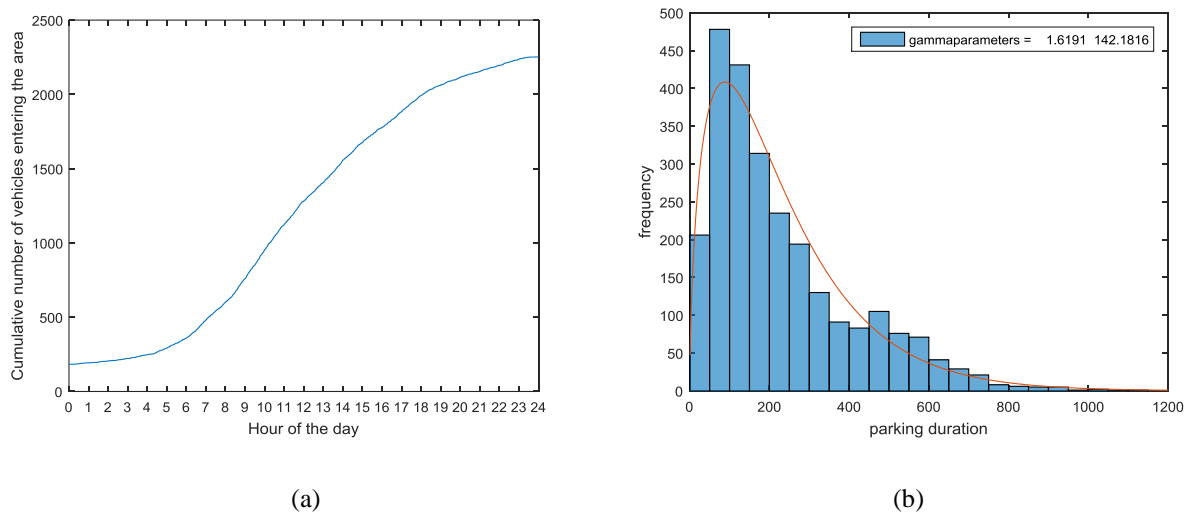 2500
2000
1500
1000
500
0
Cumulative number of vehicles entering the area
0 1 2 3 4 5 6 7 8 9 10 11 12 13 14 15 16 17 18 19 20 21 22 23 24
Hour of the day
(a)
500
450
400
350
300
250
200
150
100
50
0
frequency
gammaparameters = 1.6191 142.1816
0 200 400 600 800 1000 1200
parking duration
(b)